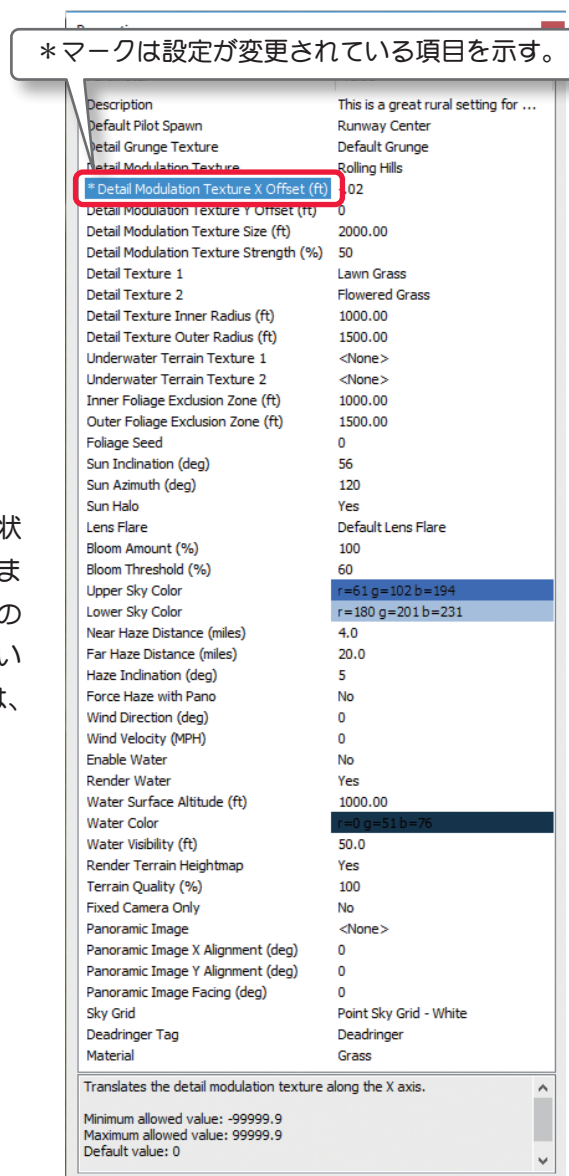 ＊マークは設定が変更されている項目を示す。
Description This is a great rural setting for ...
Default Pilot Spawn Runway Center
Detail Grunge Texture Default Grunge
Detail Modulation Texture Rolling Hills
* Detail Modulation Texture X Offset (ft) .02
Detail Modulation Texture Y Offset (ft) 0
Detail Modulation Texture Size (ft) 2000.00
Detail Modulation Texture Strength (%) 50
Detail Texture 1 Lawn Grass
Detail Texture 2 Flowered Grass
Detail Texture Inner Radius (ft) 1000.00
Detail Texture Outer Radius (ft) 1500.00
Underwater Terrain Texture 1 <None>
Underwater Terrain Texture 2 <None>
Inner Foliage Exclusion Zone (ft) 1000.00
Outer Foliage Exclusion Zone (ft) 1500.00
Foliage Seed 0
Sun Inclination (deg) 56
Sun Azimuth (deg) 120
Sun Halo Yes
Lens Flare Default Lens Flare
Bloom Amount (%) 100
Bloom Threshold (%) 60
Upper Sky Color r=61 g=102 b=194
Lower Sky Color r=180 g=201 b=231
Near Haze Distance (miles) 4.0
Far Haze Distance (miles) 20.0
Haze Inclination (deg) 5
Force Haze with Pano No
Wind Direction (deg) 0
Wind Velocity (MPH) 0
Enable Water No
Render Water Yes
Water Surface Altitude (ft) 1000.00
Water Color r=0 g=51 b=76
Water Visibility (ft) 50.0
Render Terrain Heightmap Yes
Terrain Quality (%) 100
Fixed Camera Only No
Panoramic Image <None>
Panoramic Image X Alignment (deg) 0
Panoramic Image Y Alignment (deg) 0
Panoramic Image Facing (deg) 0
Sky Grid Point Sky Grid - White
Deadringer Tag Deadringer
Material Grass
Translates the detail modulation texture along the X axis.
Minimum allowed value: -99999.9
Maximum allowed value: 99999.9
Default value: 0
状
ま
の
い
は、